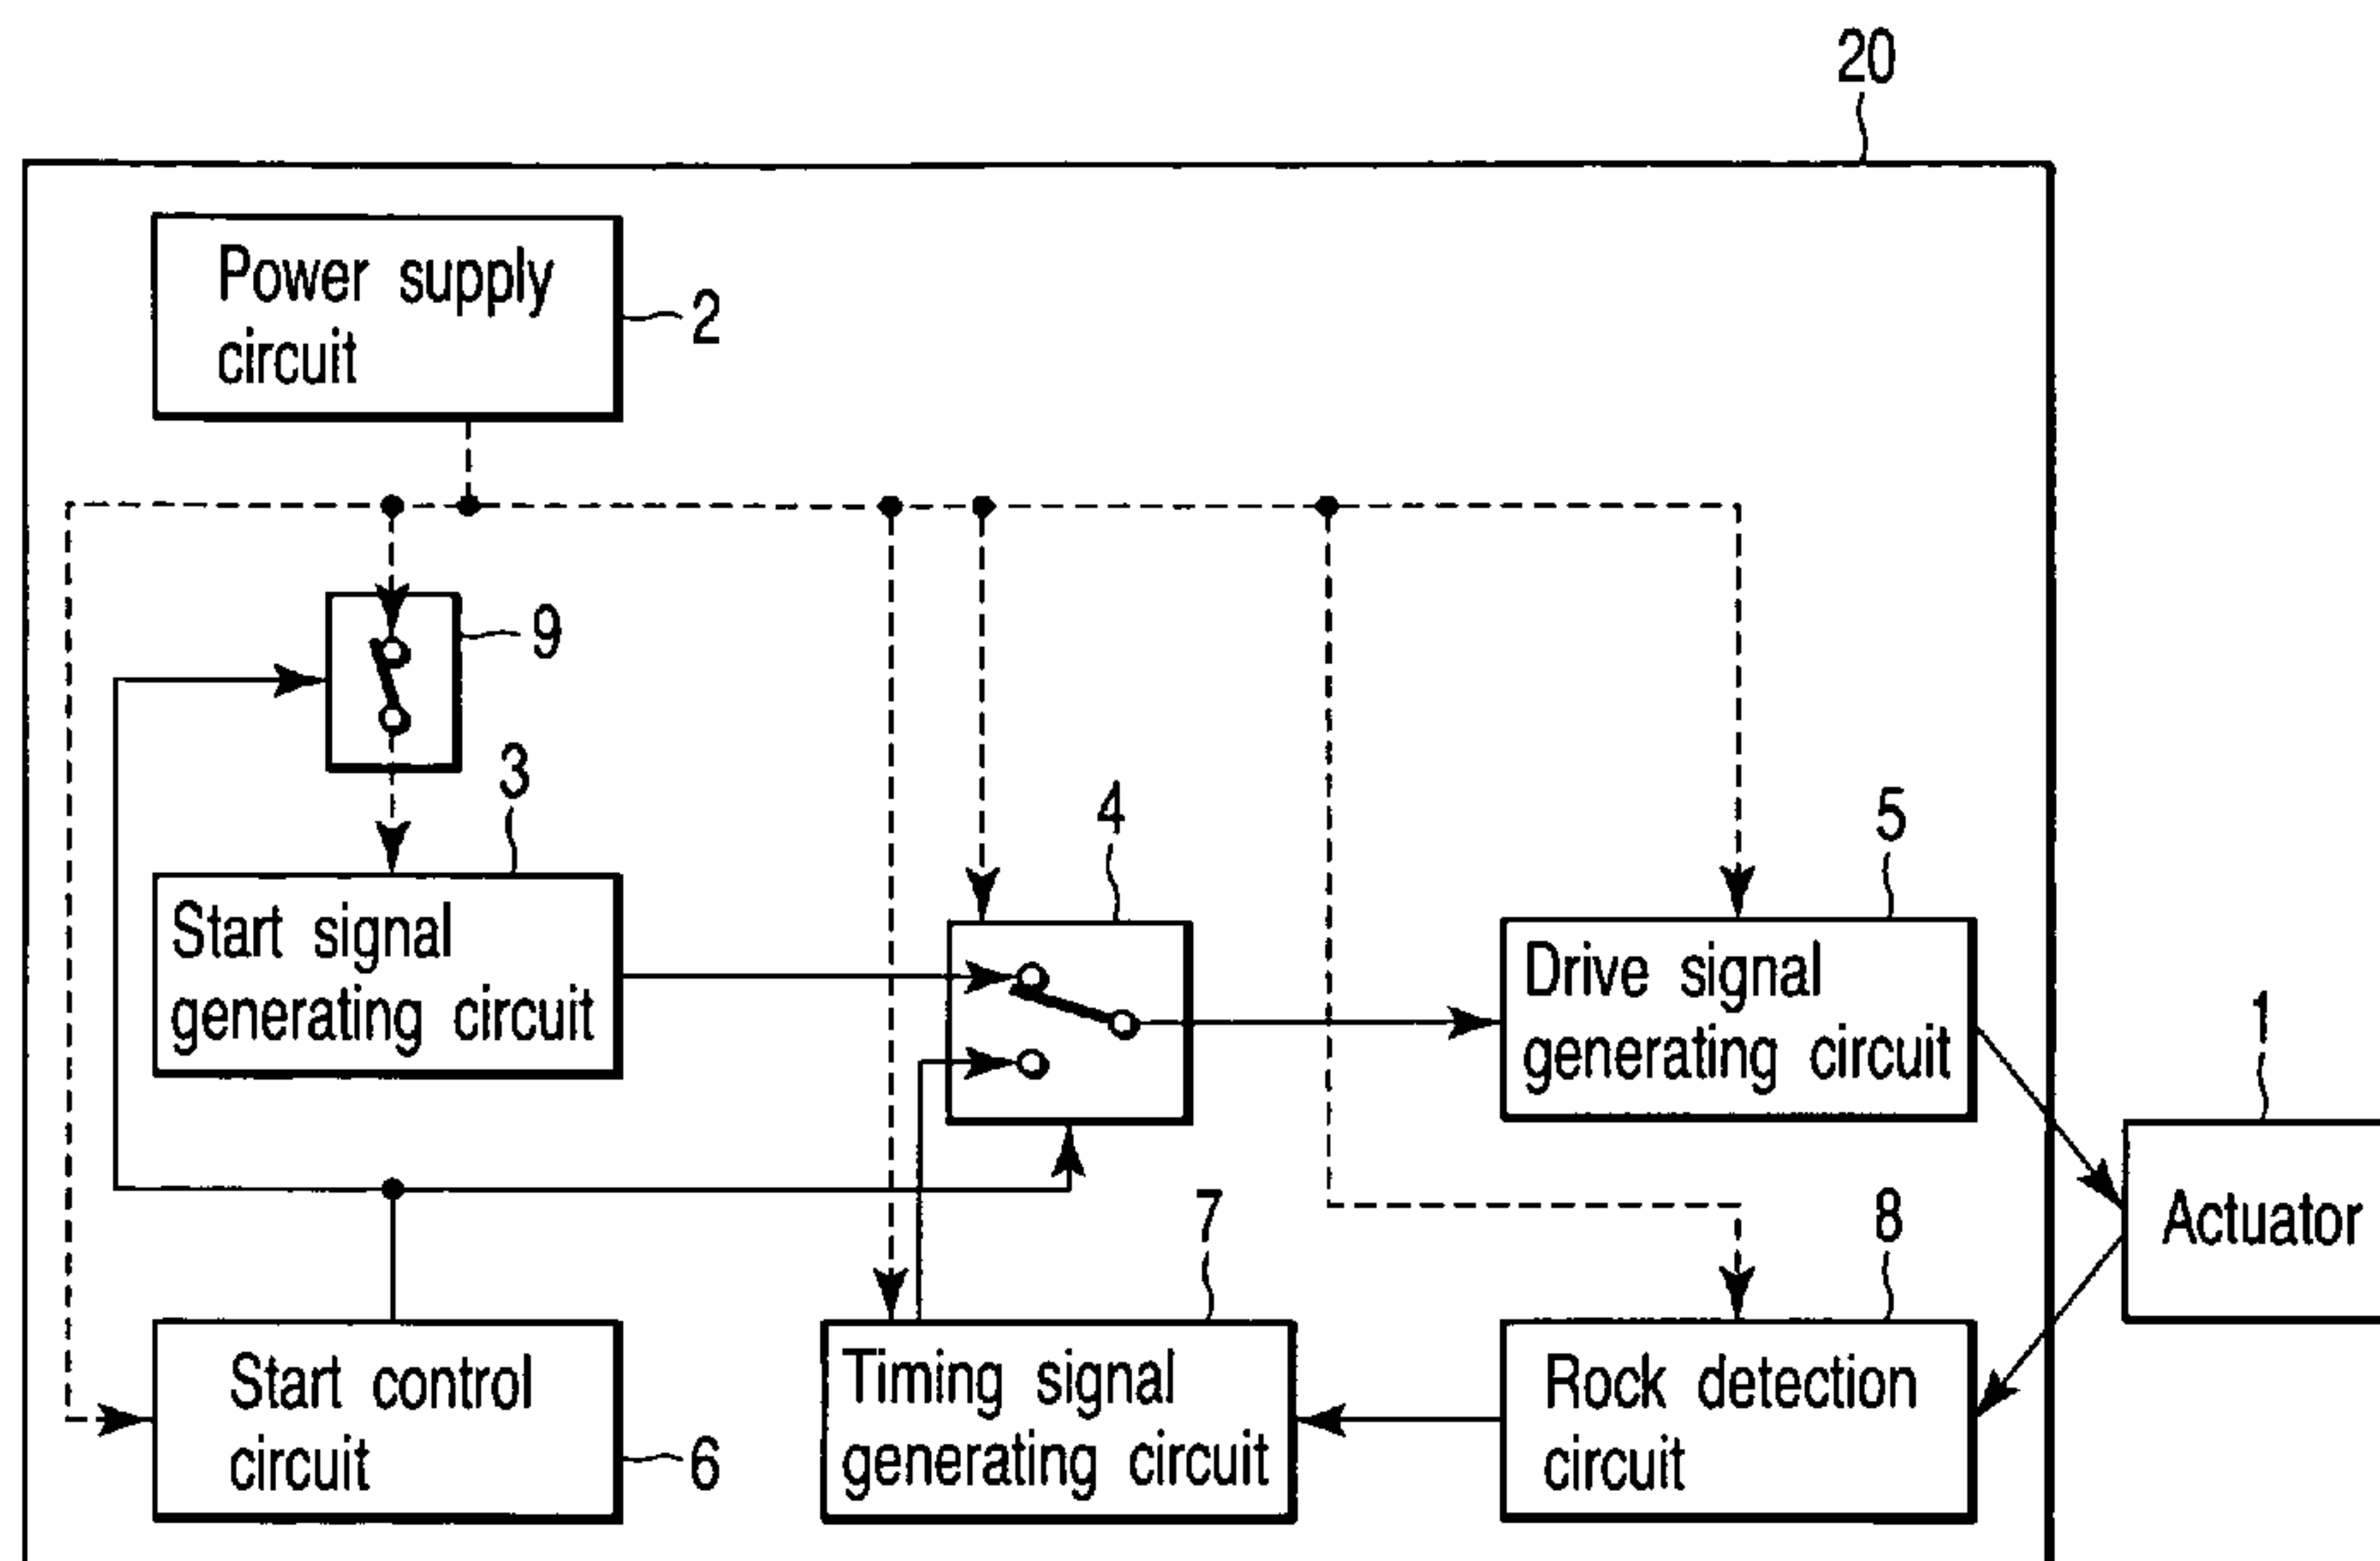 20
Power supply
circuit
2
9
3
Start signal
generating circuit
4
5
Drive signal
generating circuit
1
Actuator
7
8
Start control
circuit
6
Timing signal
generating circuit
Rock detection
circuit